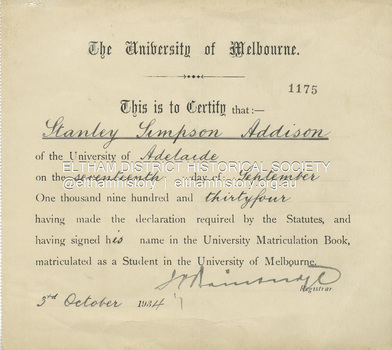 The University of Melbourne.
1175
This is to Certify that:—
Stanley Simpson Addison
of the University of Adelaide
ELTHAM DISTRICT HISTORICAL SOCIETY
on the seventeenth day of September
@elthamhistory | elthamhistory.org.au
One thousand nine hundred and thirtyfour
having made the declaration required by the Statutes, and
having signed his name in the University Matriculation Book,
matriculated as a Student in the University of Melbourne.
Registrar
3rd October 1934